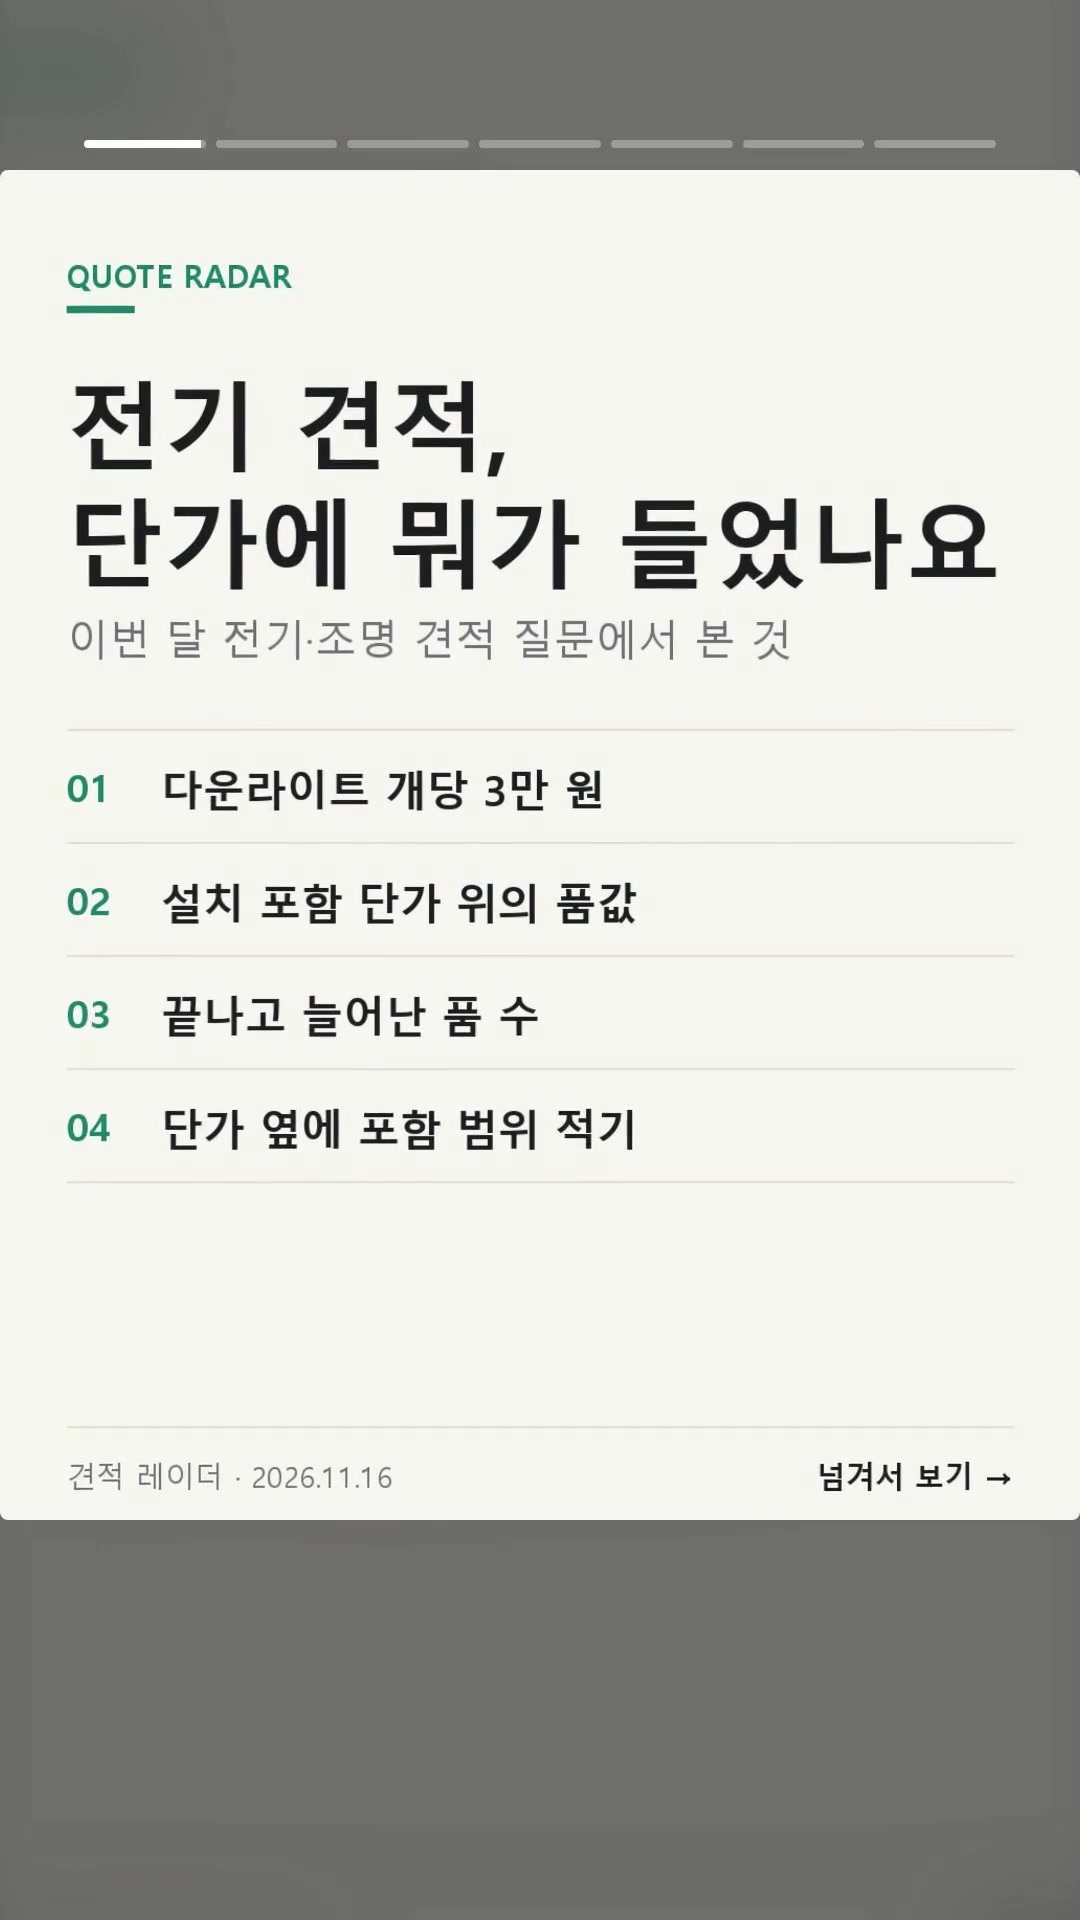 QUOTE RADAR
전기 견적,
단가에 뭐가 들었나요
이번 달 전기·조명 견적 질문에서 본 것
01 다운라이트 개당 3만 원
02 설치 포함 단가 위의 품값
03 끝나고 늘어난 품 수
04 단가 옆에 포함 범위 적기
견적 레이더 · 2026.11.16 넘겨서 보기 →